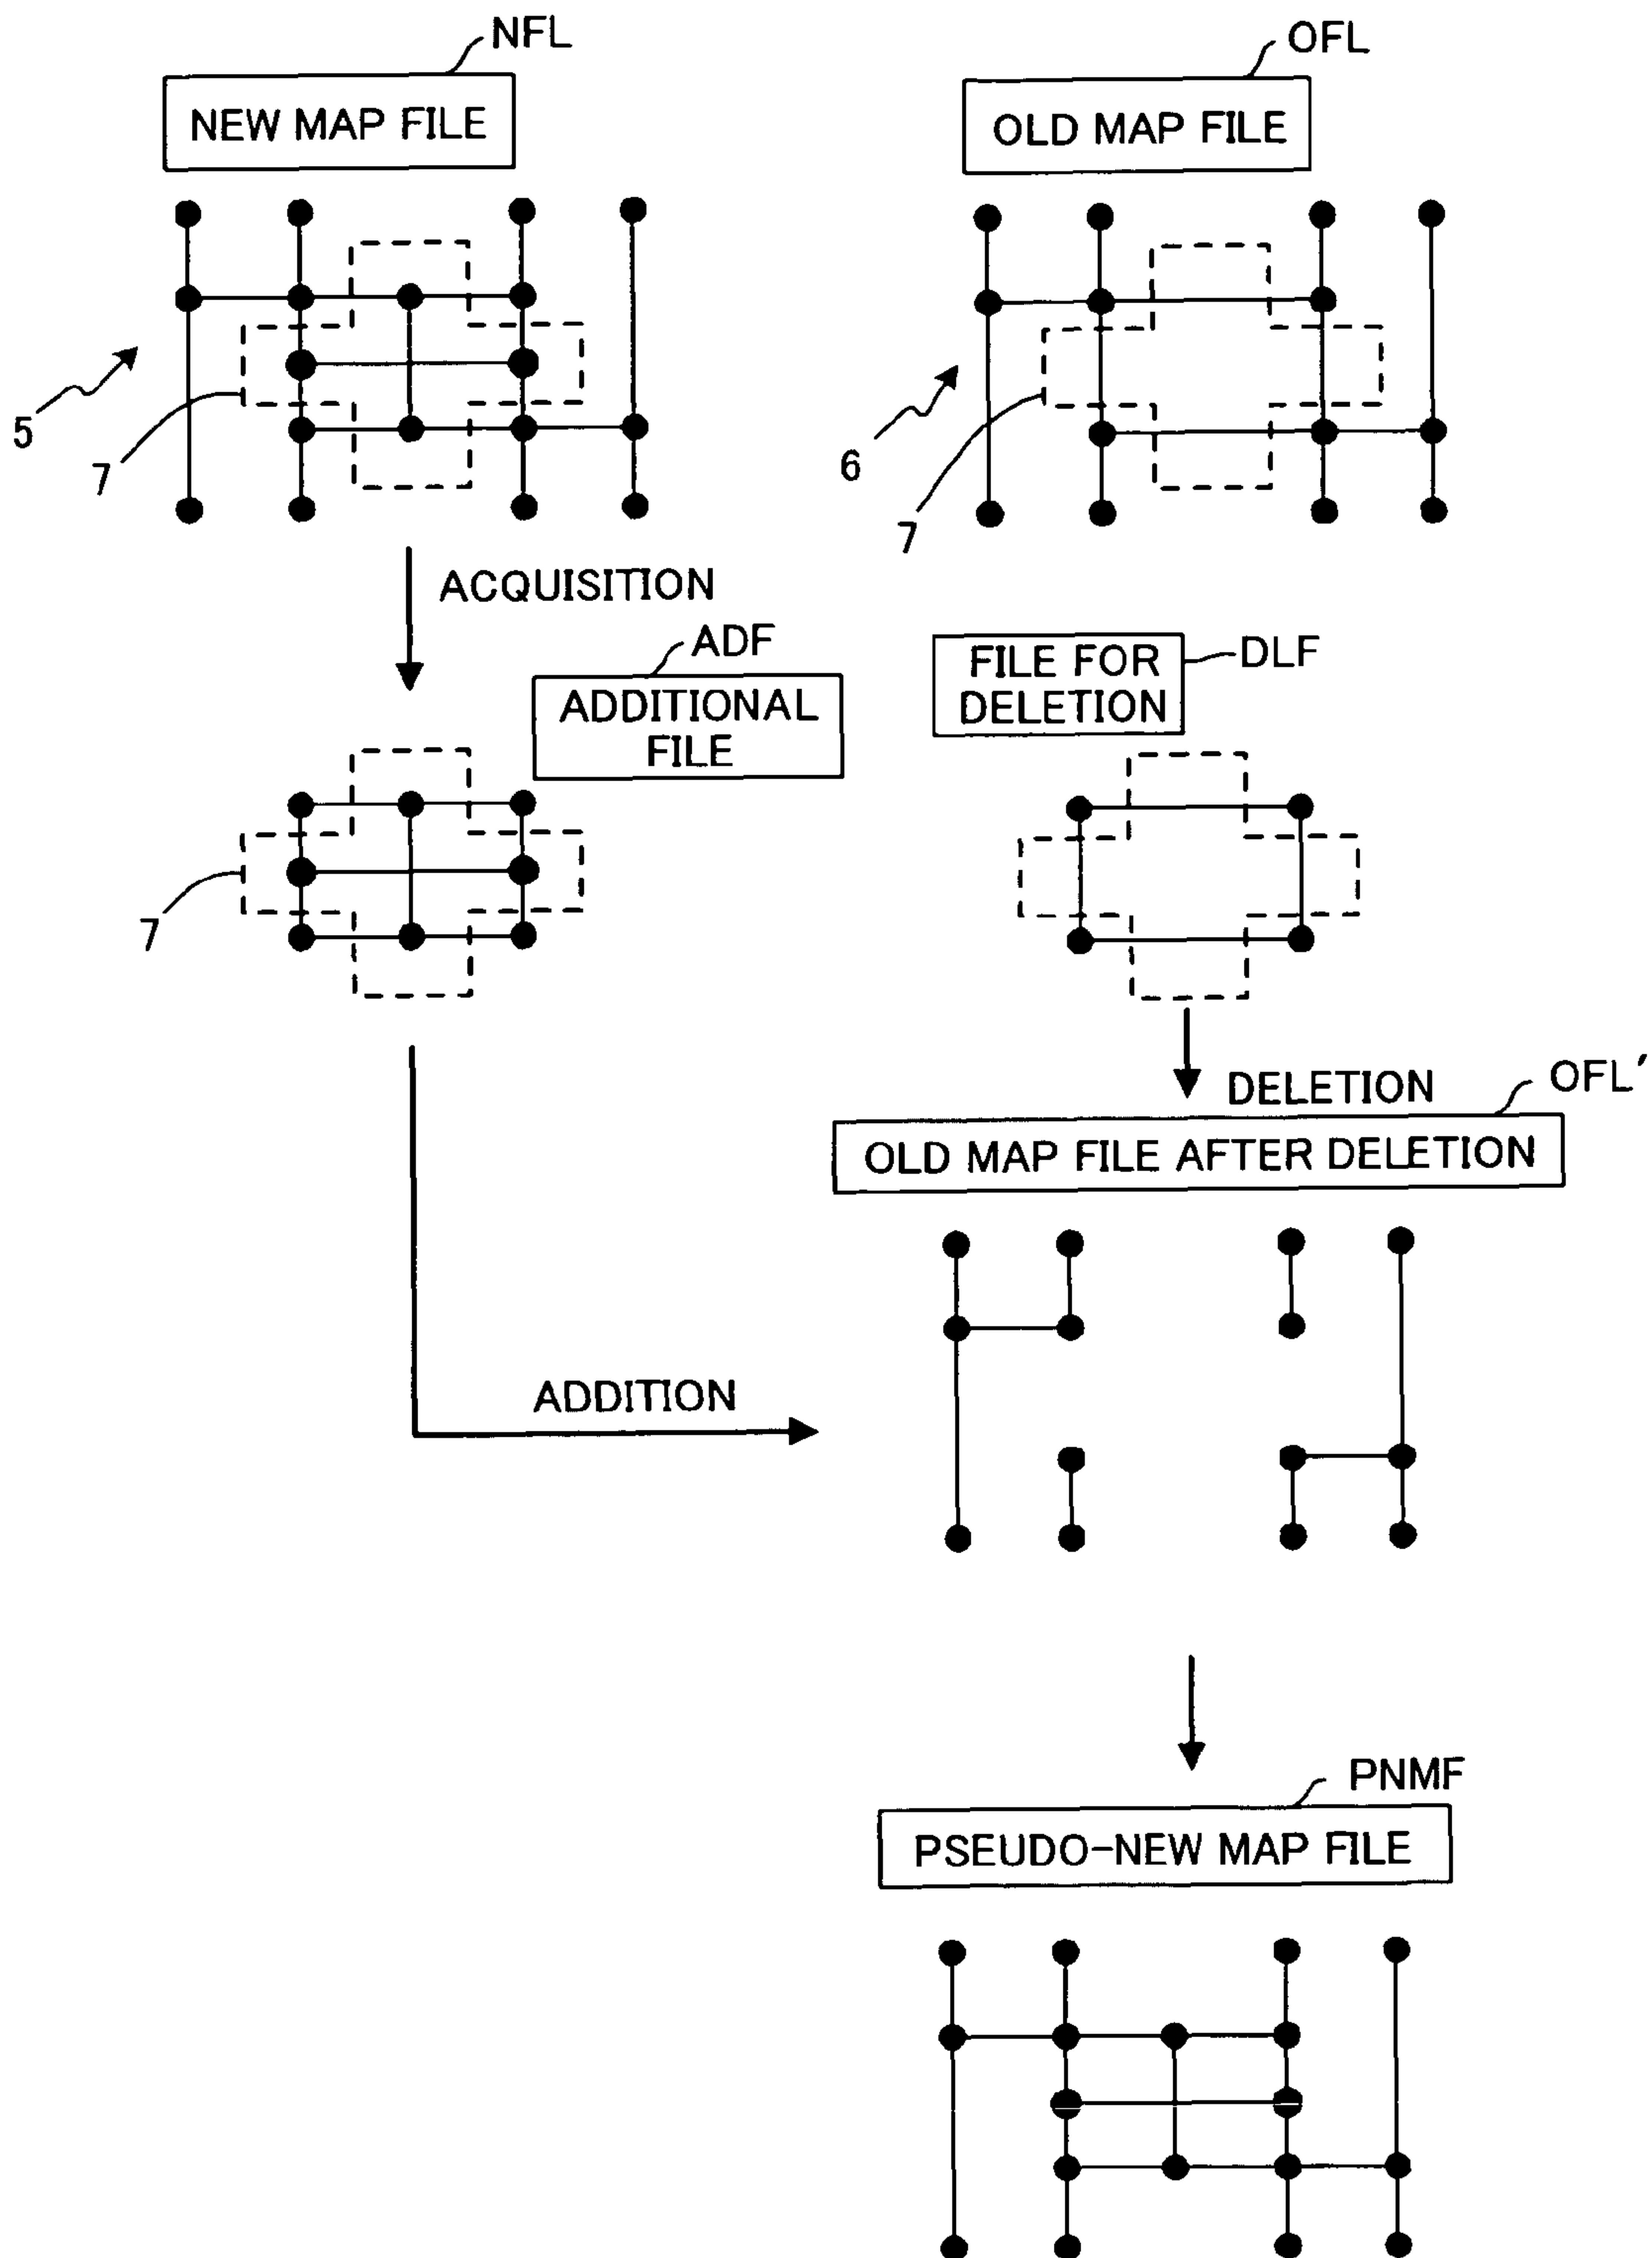 NFL
NEW MAP FILE
OFL
OLD MAP FILE
5
7
6
7
ACQUISITION
ADF
ADDITIONAL
FILE
FILE FOR
DELETION
DLF
7
DELETION
OFL'
OLD MAP FILE AFTER DELETION
ADDITION
PNMF
PSEUDO-NEW MAP FILE